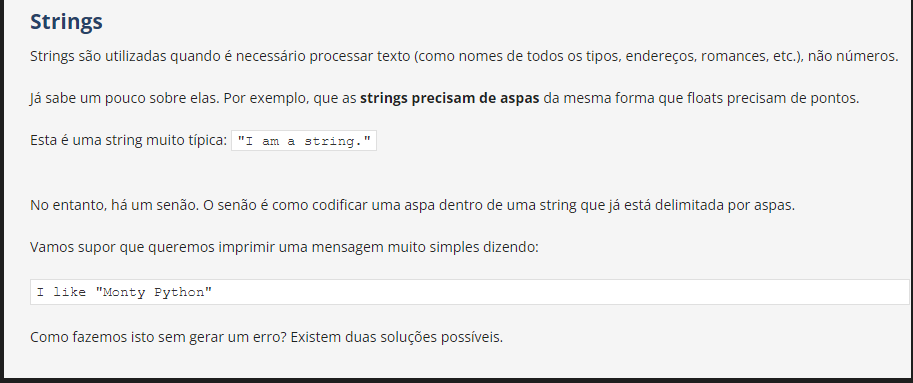 Strings
Strings são utilizadas quando é necessário processar texto (como nomes de todos os tipos, endereços, romances, etc.), não números.
Já sabe um pouco sobre elas. Por exemplo, que as strings precisam de aspas da mesma forma que floats precisam de pontos.
Esta é uma string muito típica: "I am a string."
No entanto, há um senão. O senão é como codificar uma aspa dentro de uma string que já está delimitada por aspas.
Vamos supor que queremos imprimir uma mensagem muito simples dizendo:
I like "Monty Python"
Como fazemos isto sem gerar um erro? Existem duas soluções possíveis.